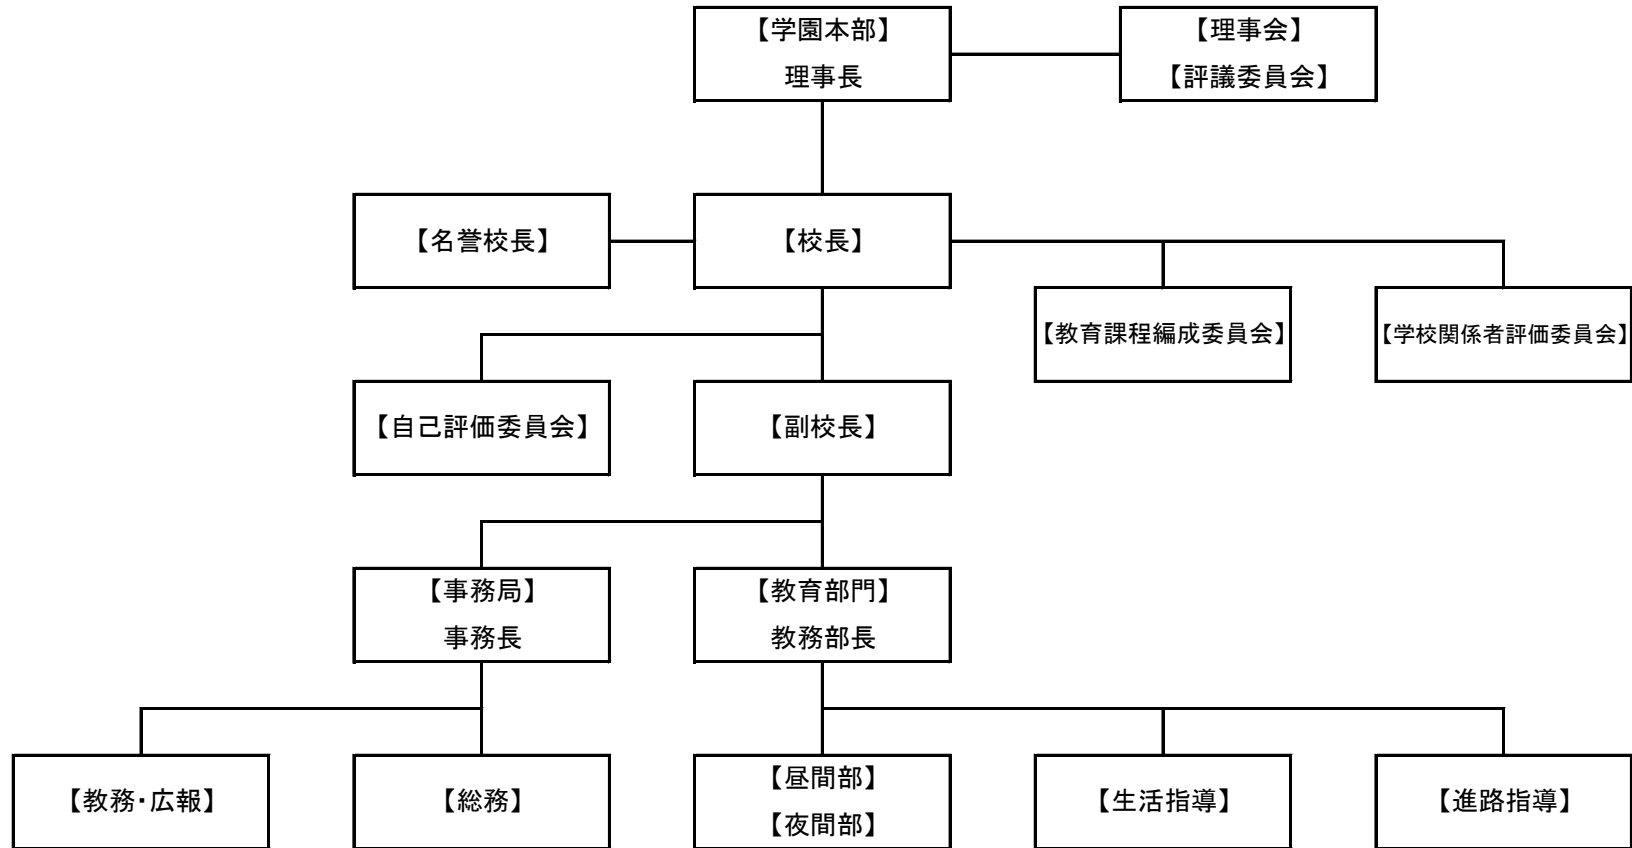 【学園本部】
理事長
【理事会】
【評議委員会】
【名誉校長】
【校長】
【教育課程編成委員会】
【学校関係者評価委員会】
【自己評価委員会】
【副校長】
【事務局】
事務長
【教育部門】
教務部長
【教務・広報】
【総務】
【昼間部】
【夜間部】
【生活指導】
【進路指導】